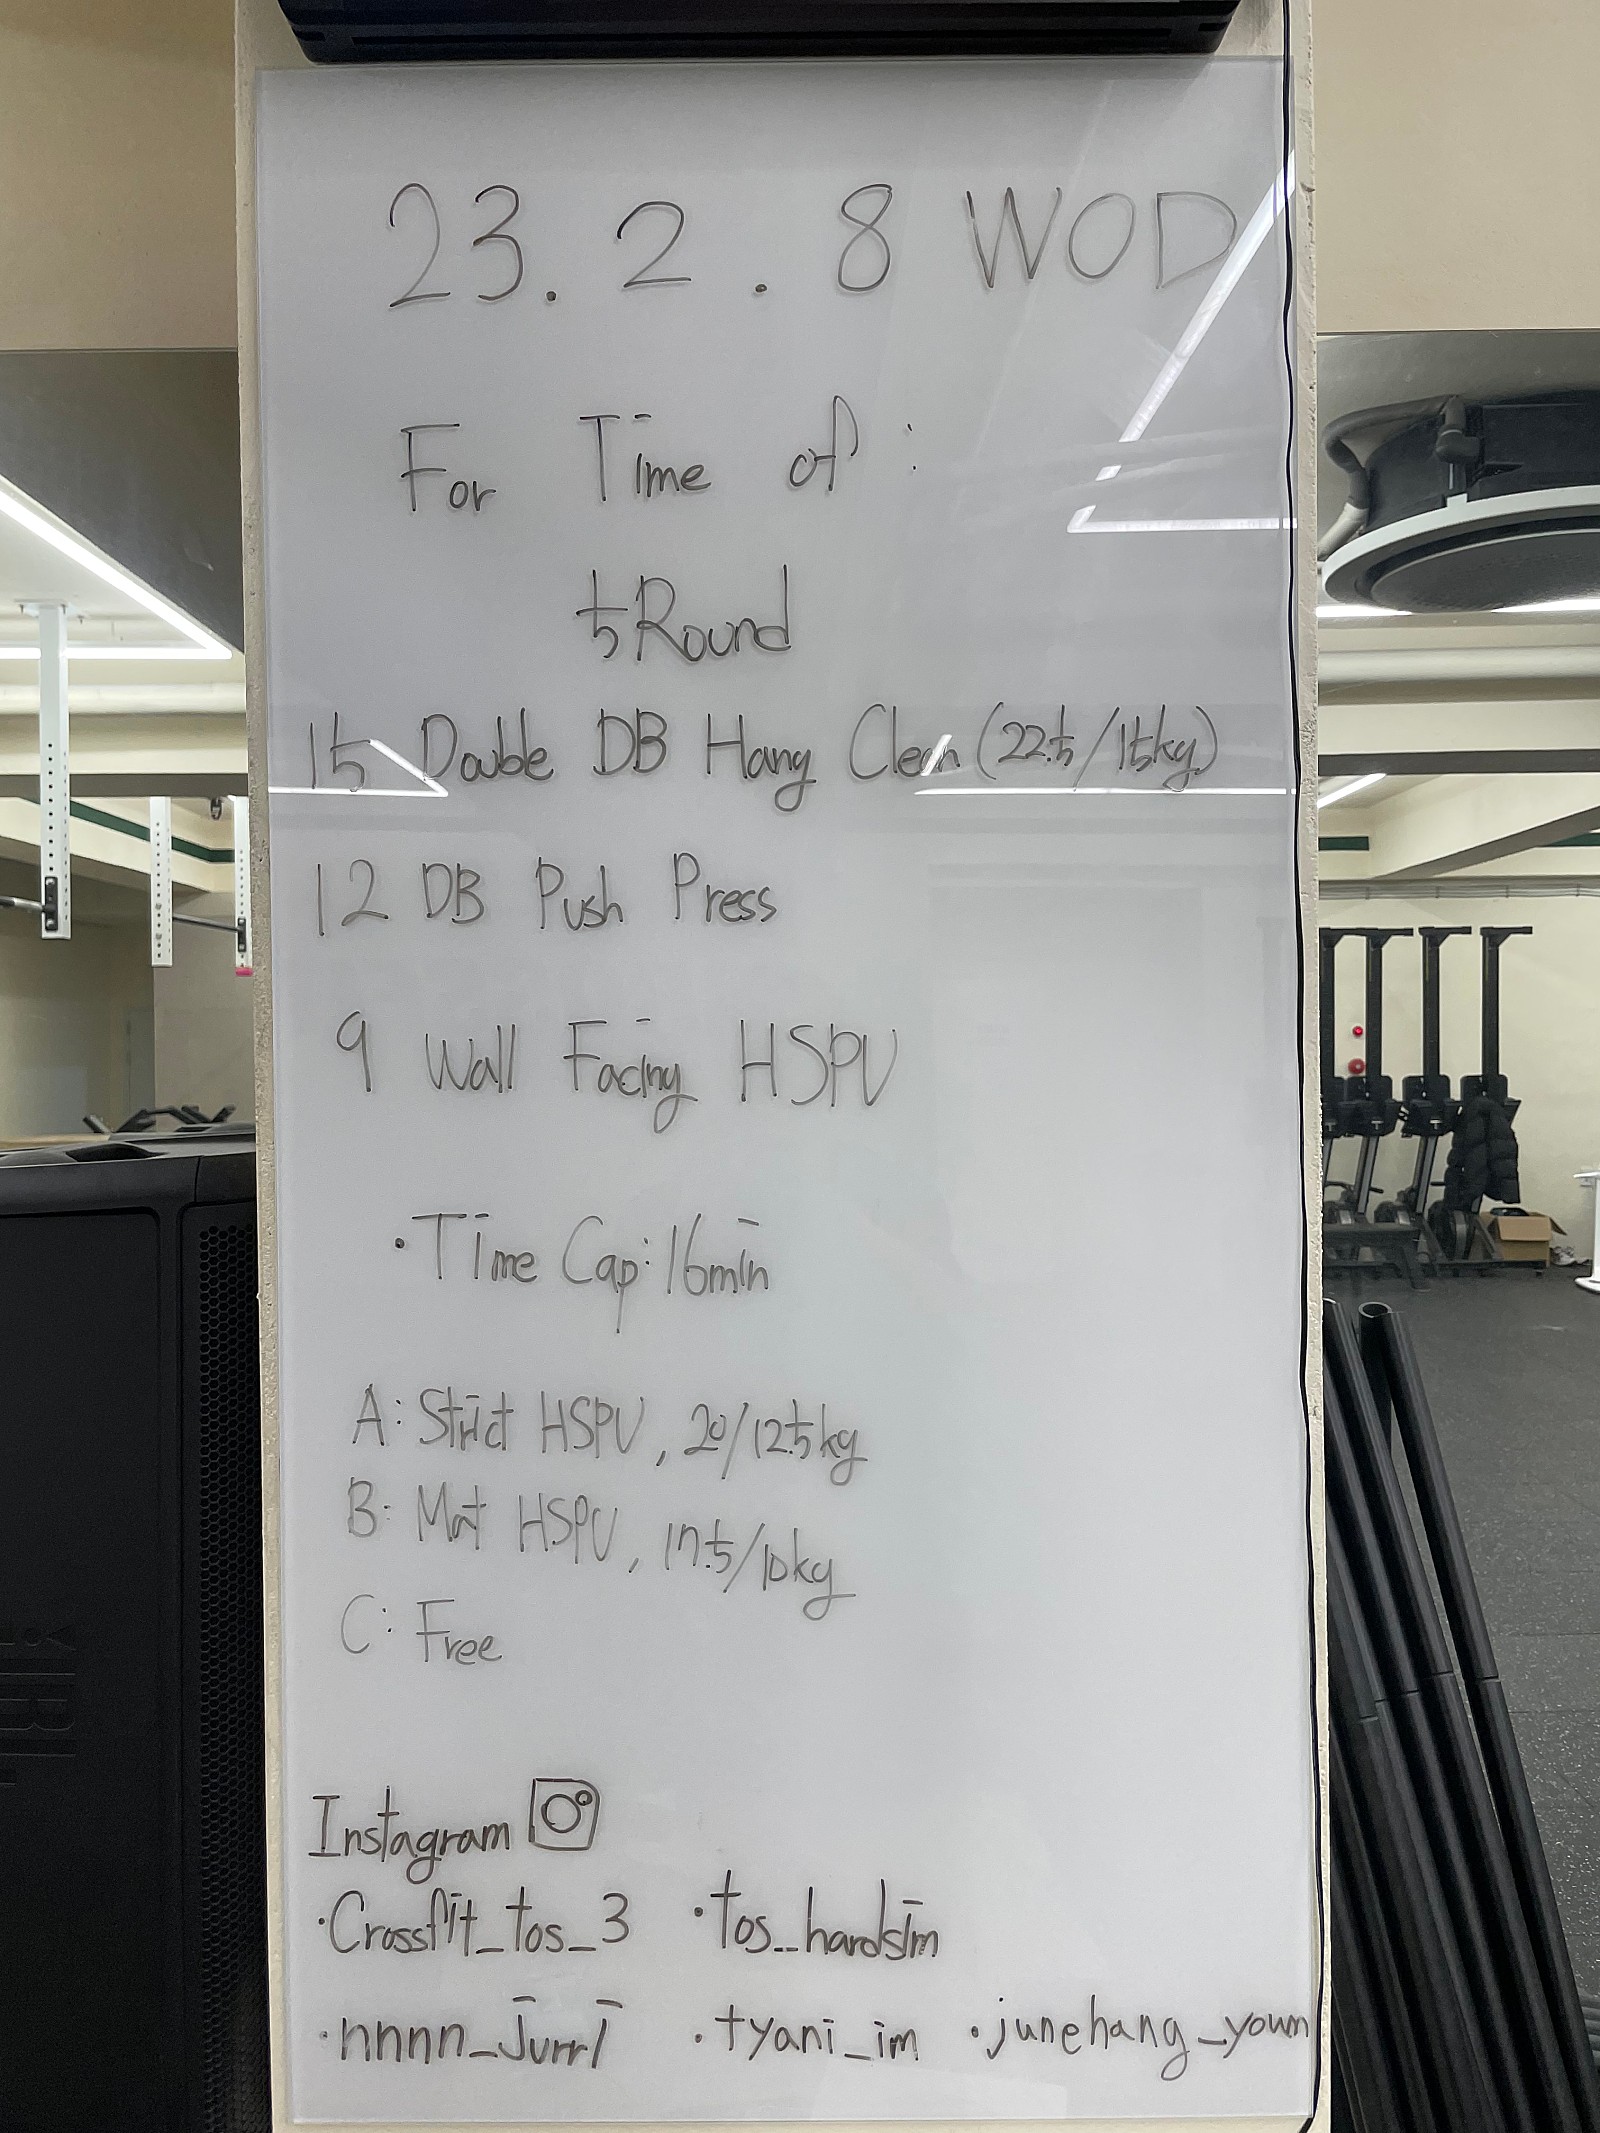 23. 2. 8 WOD
For Time of :
5 Round
15 Double DB Hang Clean (22.5/15kg)
12 DB Push Press
9 Wall Facing HSPU
• Time Cap: 16min
A: Strict HSPU, 20/12.5kg
B: Mat HSPU, 17.5/10kg
C: Free
Instagram
• Crossfit_tos_3 • tos_hardsim
• nnnn_jurri • tyani_im • junehang_youm